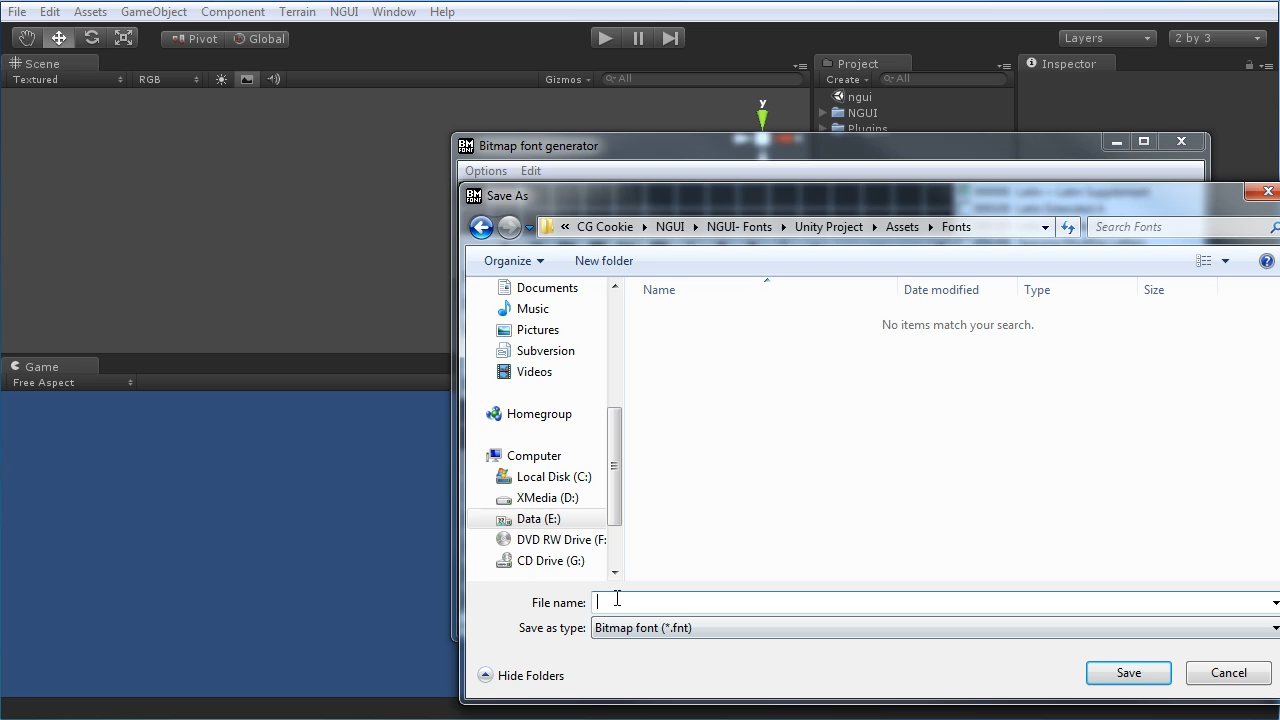 File Edit Assets GameObject Component Terrain NGUI Window Help
Pivot Global Layers 2 by 3
Scene Project Inspector
Textured RGB Gizmos All Create All
y
ngui
NGUI
Plugins
BM FONT Bitmap font generator
Options Edit
BM FONT Save As
« CG Cookie NGUI NGUI- Fonts Unity Project Assets Fonts Search Fonts
Organize New folder
Name Date modified Type Size
No items match your search.
Documents
Music
Pictures
Subversion
Videos
Homegroup
Computer
Local Disk (C:)
XMedia (D:)
Data (E:)
DVD RW Drive (F:
CD Drive (G:)
Game
Free Aspect
File name:
Save as type: Bitmap font (*.fnt)
Hide Folders Save Cancel